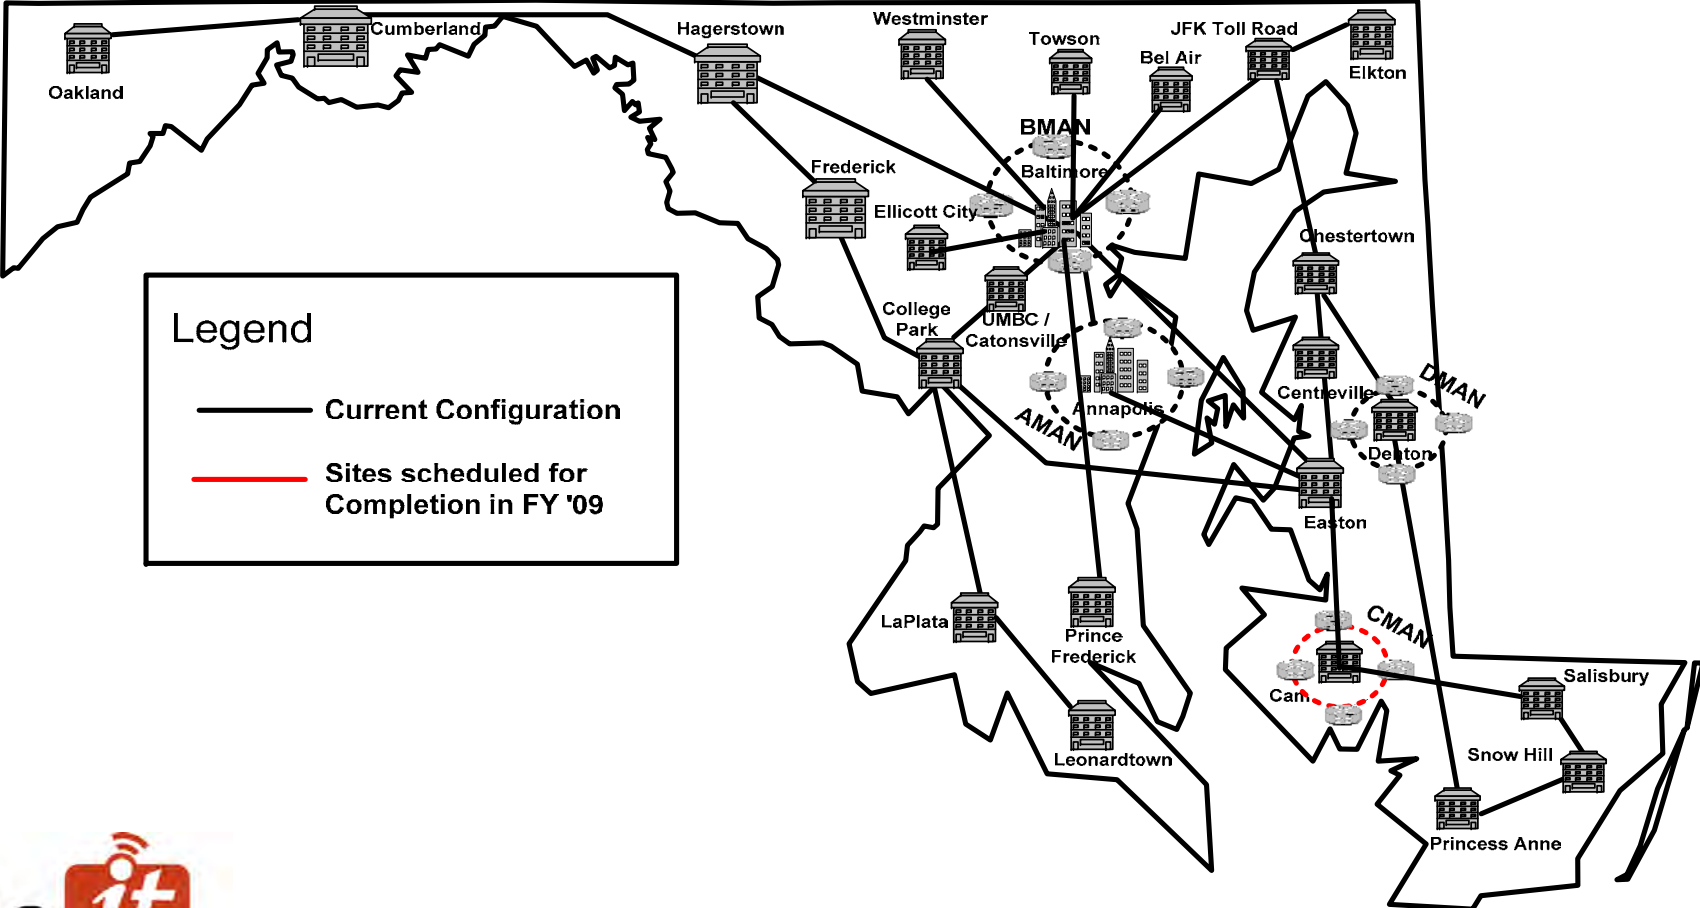 Cumberland
Oakland
Hagerstown
Westminster
Towson
Bel Air
JFK Toll Road
Elkton
BMAN
Baltimore
Frederick
Ellicott City
Chestertown
College
Park
UMBC /
Catonsville
Centreville
DMAN
Denton
Annapolis
AMAN
Easton
Legend
Current Configuration
Sites scheduled for
Completion in FY '09
LaPlata
Prince
Frederick
Leonardtown
CMAN
Cam
Salisbury
Snow Hill
Princess Anne
it